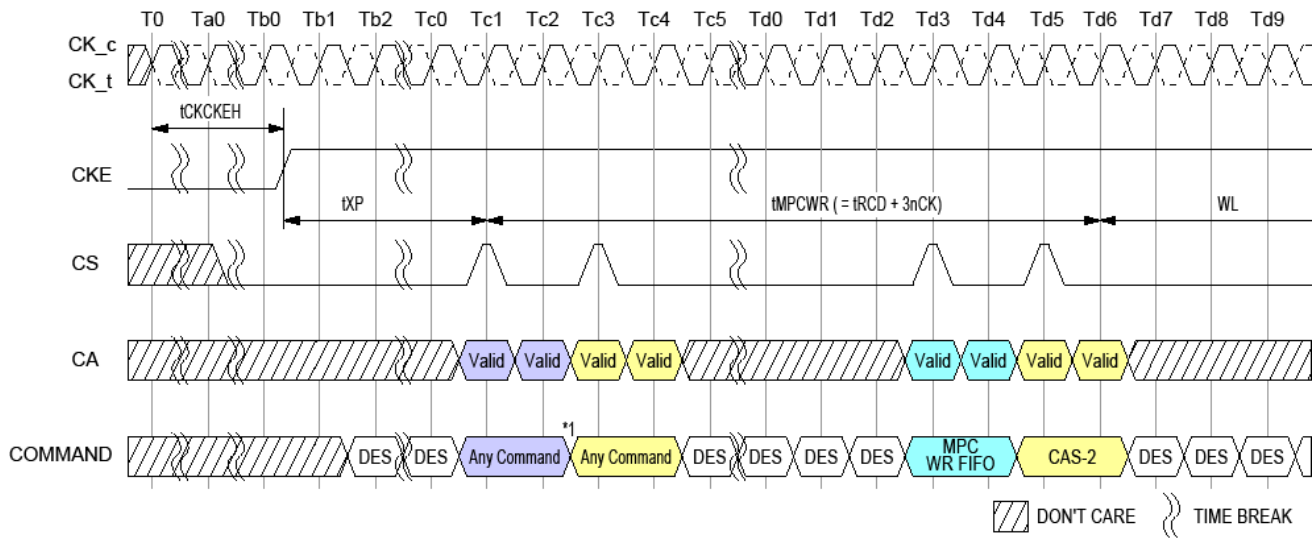 T0 Ta0 Tb0 Tb1 Tb2 Tc0 Tc1 Tc2 Tc3 Tc4 Tc5 Td0 Td1 Td2 Td3 Td4 Td5 Td6 Td7 Td8 Td9
CK_c
CK_t
tCKCKEH
CKE
tXP tMPCWR ( = tRCD + 3nCK) WL
CS
CA Valid Valid Valid Valid Valid Valid Valid Valid
*1
COMMAND DES DES Any Command Any Command DES DES DES DES MPC WR FIFO CAS-2 DES DES DES
DON'T CARE TIME BREAK